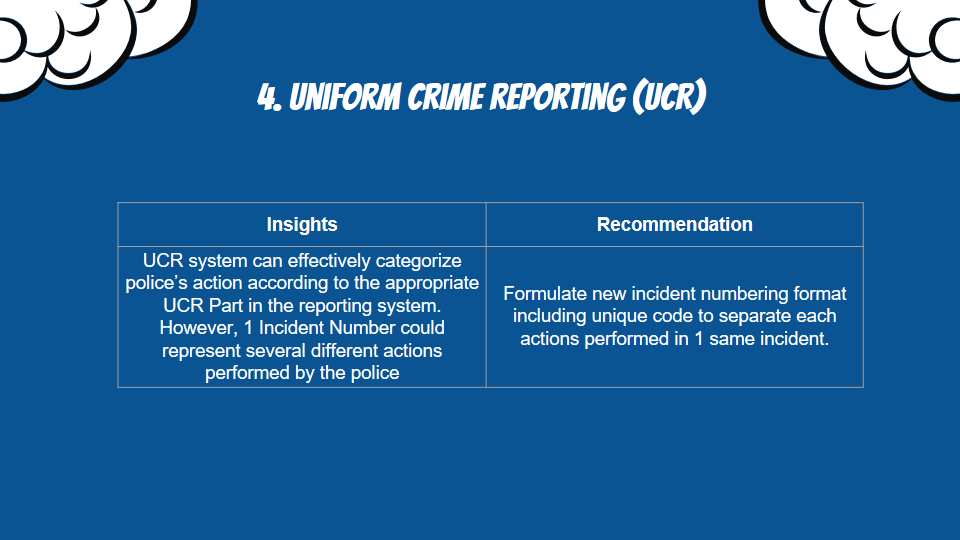 4. UNIFORM CRIME REPORTING (UCR)
Insights
Recommendation
UCR system can effectively categorize
police’s action according to the appropriate
UCR Part in the reporting system.
However, 1 Incident Number could
represent several different actions
performed by the police
Formulate new incident numbering format
including unique code to separate each
actions performed in 1 same incident.